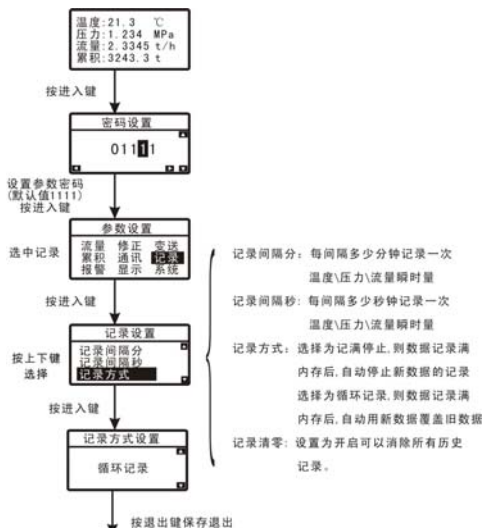 温度:21.3 ℃
压力:1.234 MPa
流量:2.3345 t/h
累积:3243.3 t
按进入键
密码设置
01111
设置参数密码
(默认值1111)
按进入键
参数设置
流量 修正 变送
累积 通讯 记录
报警 显示 系统
选中记录
按进入键
记录设置
记录间隔分
记录间隔秒
记录方式
按上下键
选择
按进入键
记录方式设置
循环记录
按退出键保存退出
记录间隔分：每间隔多少分钟记录一次
温度\压力\流量瞬时量
记录间隔秒: 每间隔多少秒钟记录一次
温度\压力\流量瞬时量
记录方式：选择为记满停止,则数据记录满
内存后,自动停止新数据的记录
选择为循环记录,则数据记录满
内存后,自动用新数据覆盖旧数据
记录清零: 设置为开启可以消除所有历史
记录。